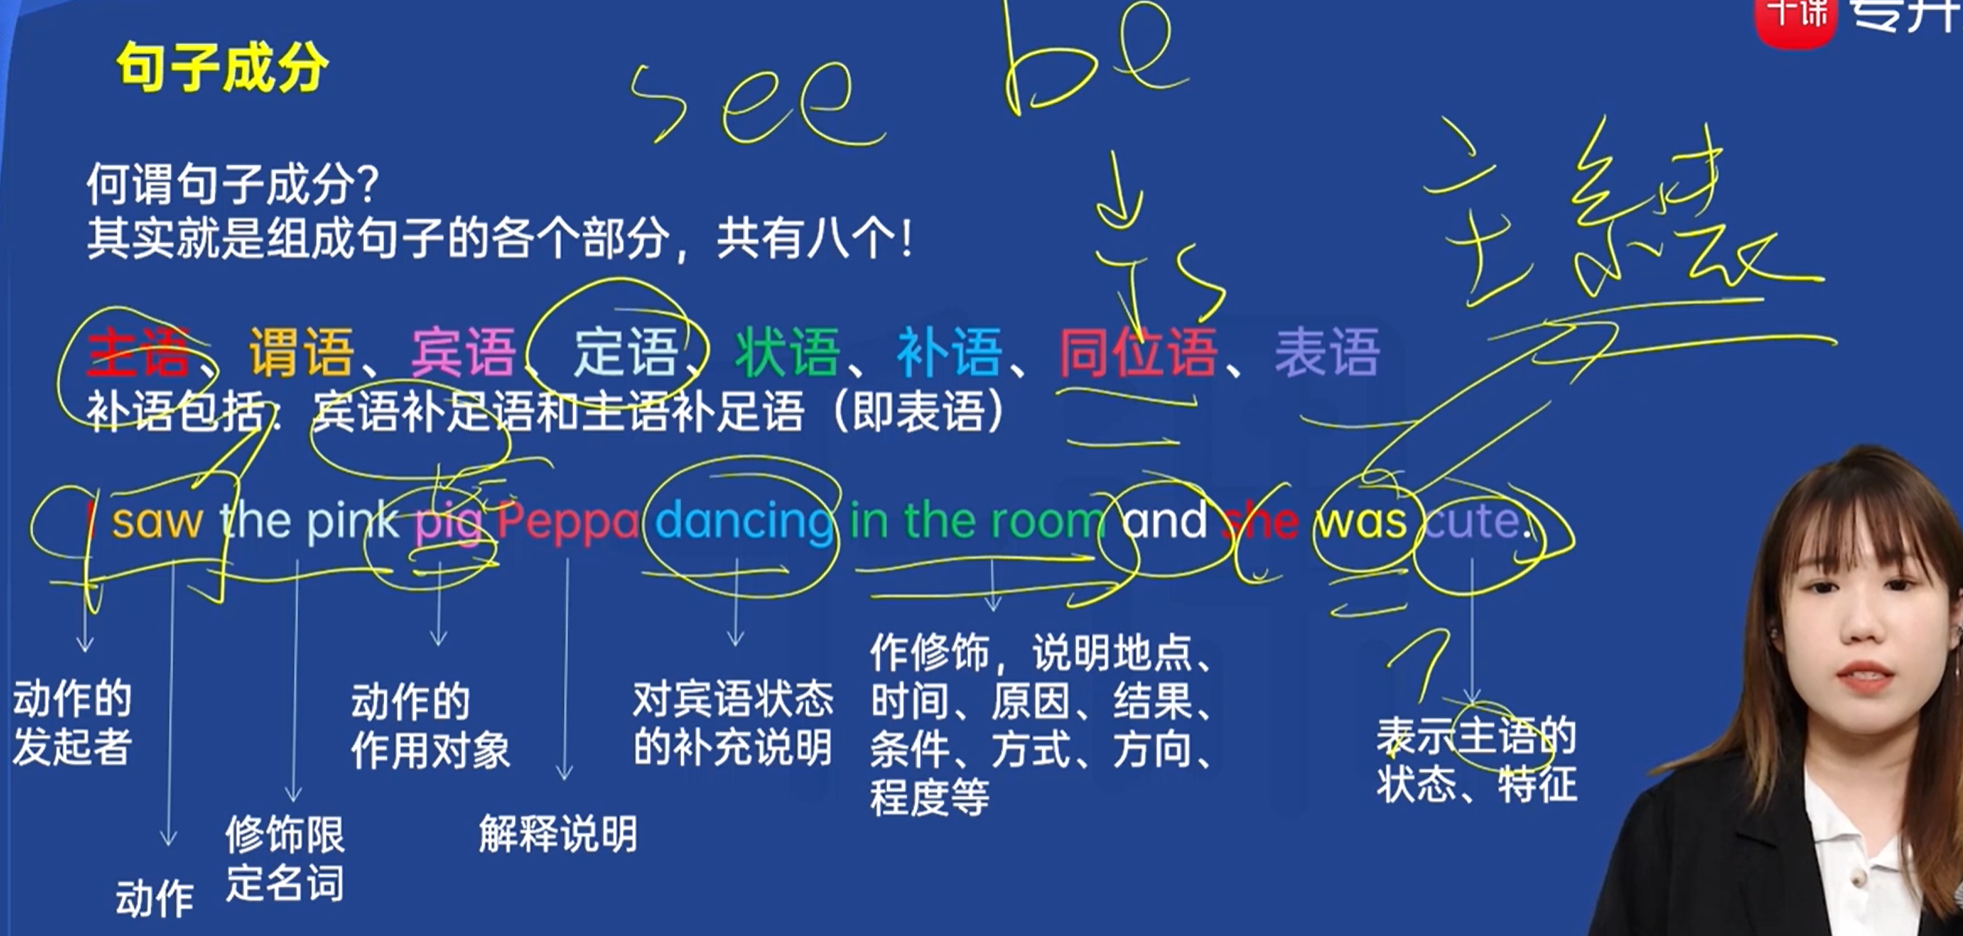 千课 专升
句子成分
see be
何谓句子成分？
其实就是组成句子的各个部分，共有八个！
is
主系表
主语、谓语、宾语、定语、状语、补语、同位语、表语
补语包括：宾语补足语和主语补足语（即表语）
I saw the pink pig Peppa dancing in the room and she was cute.
动作的
发起者
动作
修饰限
定名词
动作的
作用对象
解释说明
对宾语状态
的补充说明
作修饰，说明地点、
时间、原因、结果、
条件、方式、方向、
程度等
表示主语的
状态、特征